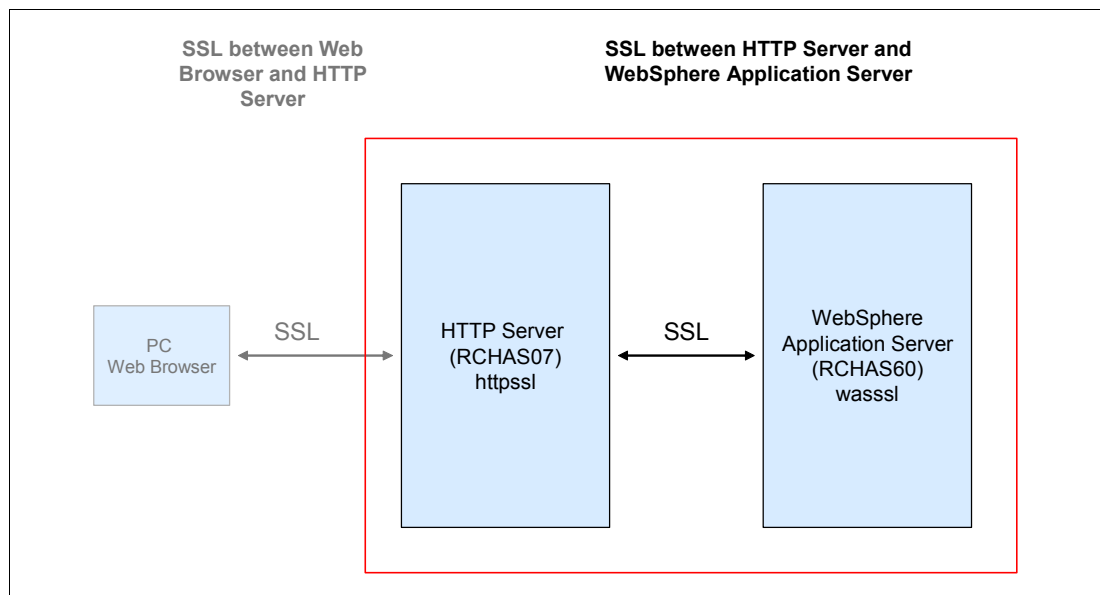 SSL between Web
Browser and HTTP
Server
SSL between HTTP Server and
WebSphere Application Server
PC
Web Browser
SSL
HTTP Server
(RCHAS07)
httpssl
SSL
WebSphere
Application Server
(RCHAS60)
wasssl